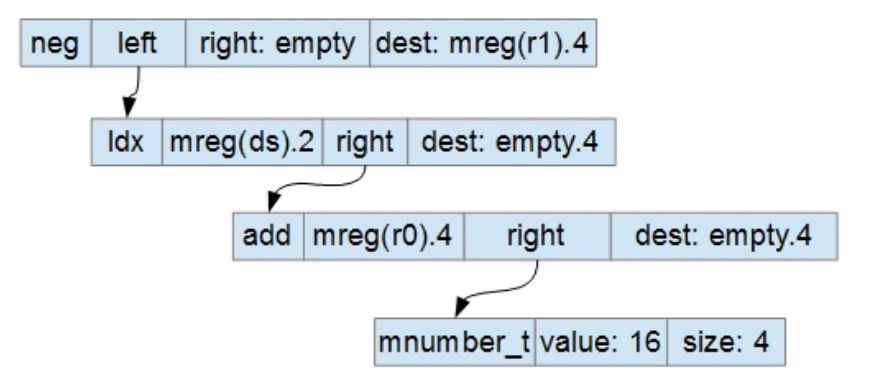 neg left right: empty dest: mreg(r1).4
ldx mreg(ds).2 right dest: empty.4
add mreg(r0).4 right dest: empty.4
mnumber_t value: 16 size: 4